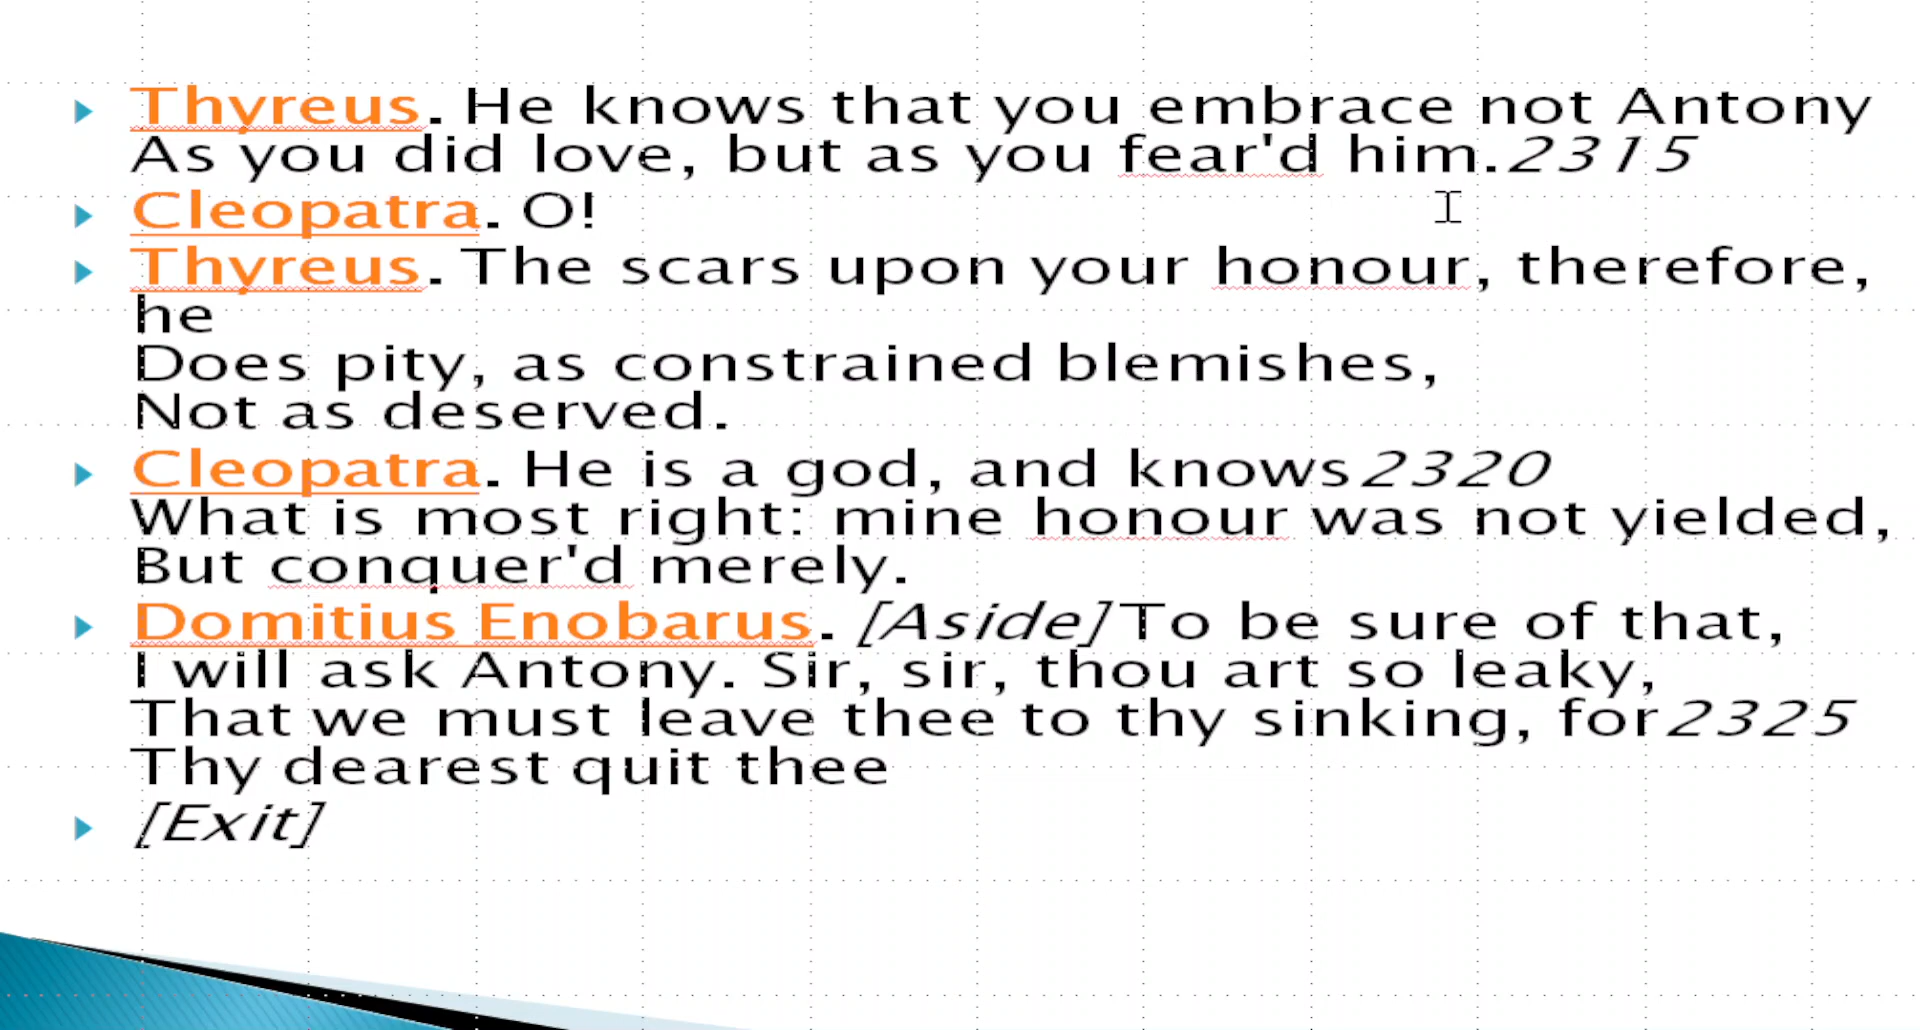 Thyreus. He knows that you embrace not Antony
As you did love, but as you fear'd him.2315
Cleopatra. O!
Thyreus. The scars upon your honour, therefore,
he
Does pity, as constrained blemishes,
Not as deserved.
Cleopatra. He is a god, and knows2320
What is most right: mine honour was not yielded,
But conquer'd merely.
Domitius Enobarus. [Aside]To be sure of that,
I will ask Antony. Sir, sir, thou art so leaky,
That we must leave thee to thy sinking, for2325
Thy dearest quit thee
[Exit]